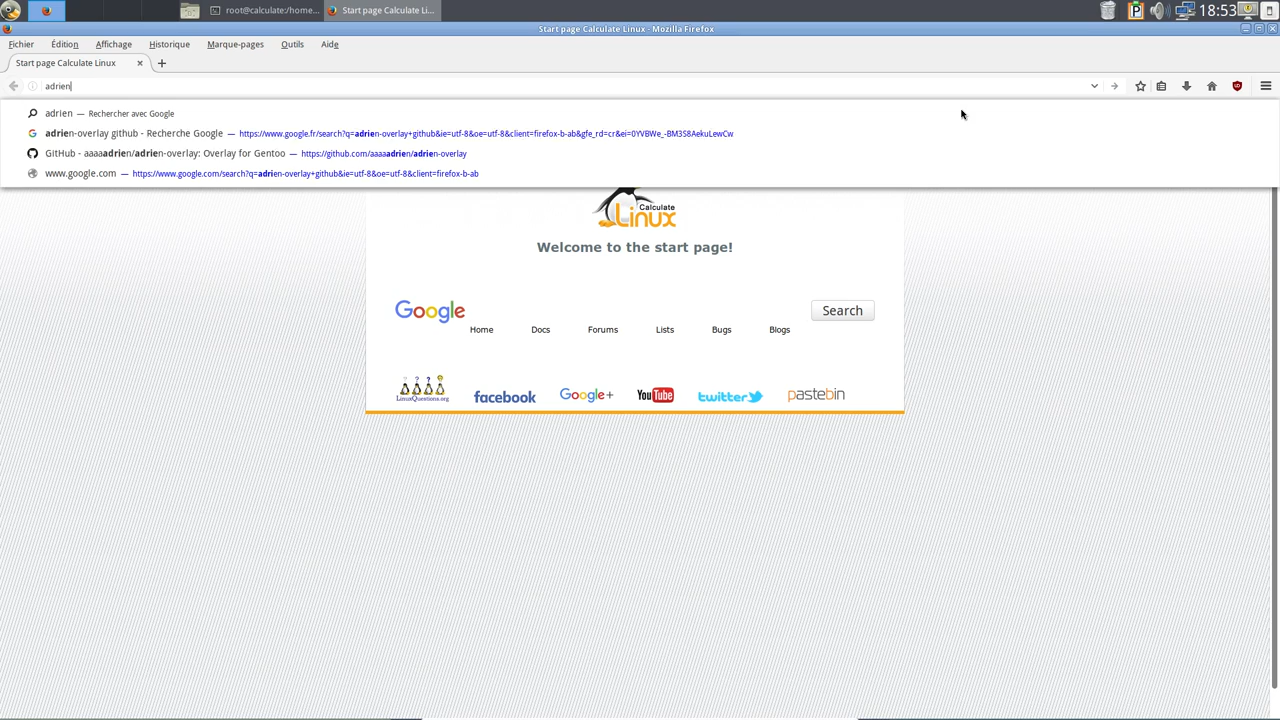 root@calculate:/home...
Start page Calculate Li...
18:53
Start page Calculate Linux - Mozilla Firefox
Fichier Édition Affichage Historique Marque-pages Outils Aide
Start page Calculate Linux
adrien
adrien — Rechercher avec Google
adrien-overlay github - Recherche Google — https://www.google.fr/search?q=adrien-overlay+github&ie=utf-8&oe=utf-8&client=firefox-b-ab&gfe_rd=cr&ei=0YVBWe_-BM3S8AekuLewCw
GitHub - aaaaadrien/adrien-overlay: Overlay for Gentoo — https://github.com/aaaaadrien/adrien-overlay
www.google.com — https://www.google.com/search?q=adrien-overlay+github&ie=utf-8&oe=utf-8&client=firefox-b-ab
Calculate
Linux
Welcome to the start page!
Google
Search
Home Docs Forums Lists Bugs Blogs
LinuxQuestions.org
facebook Google+ YouTube twitter pastebin